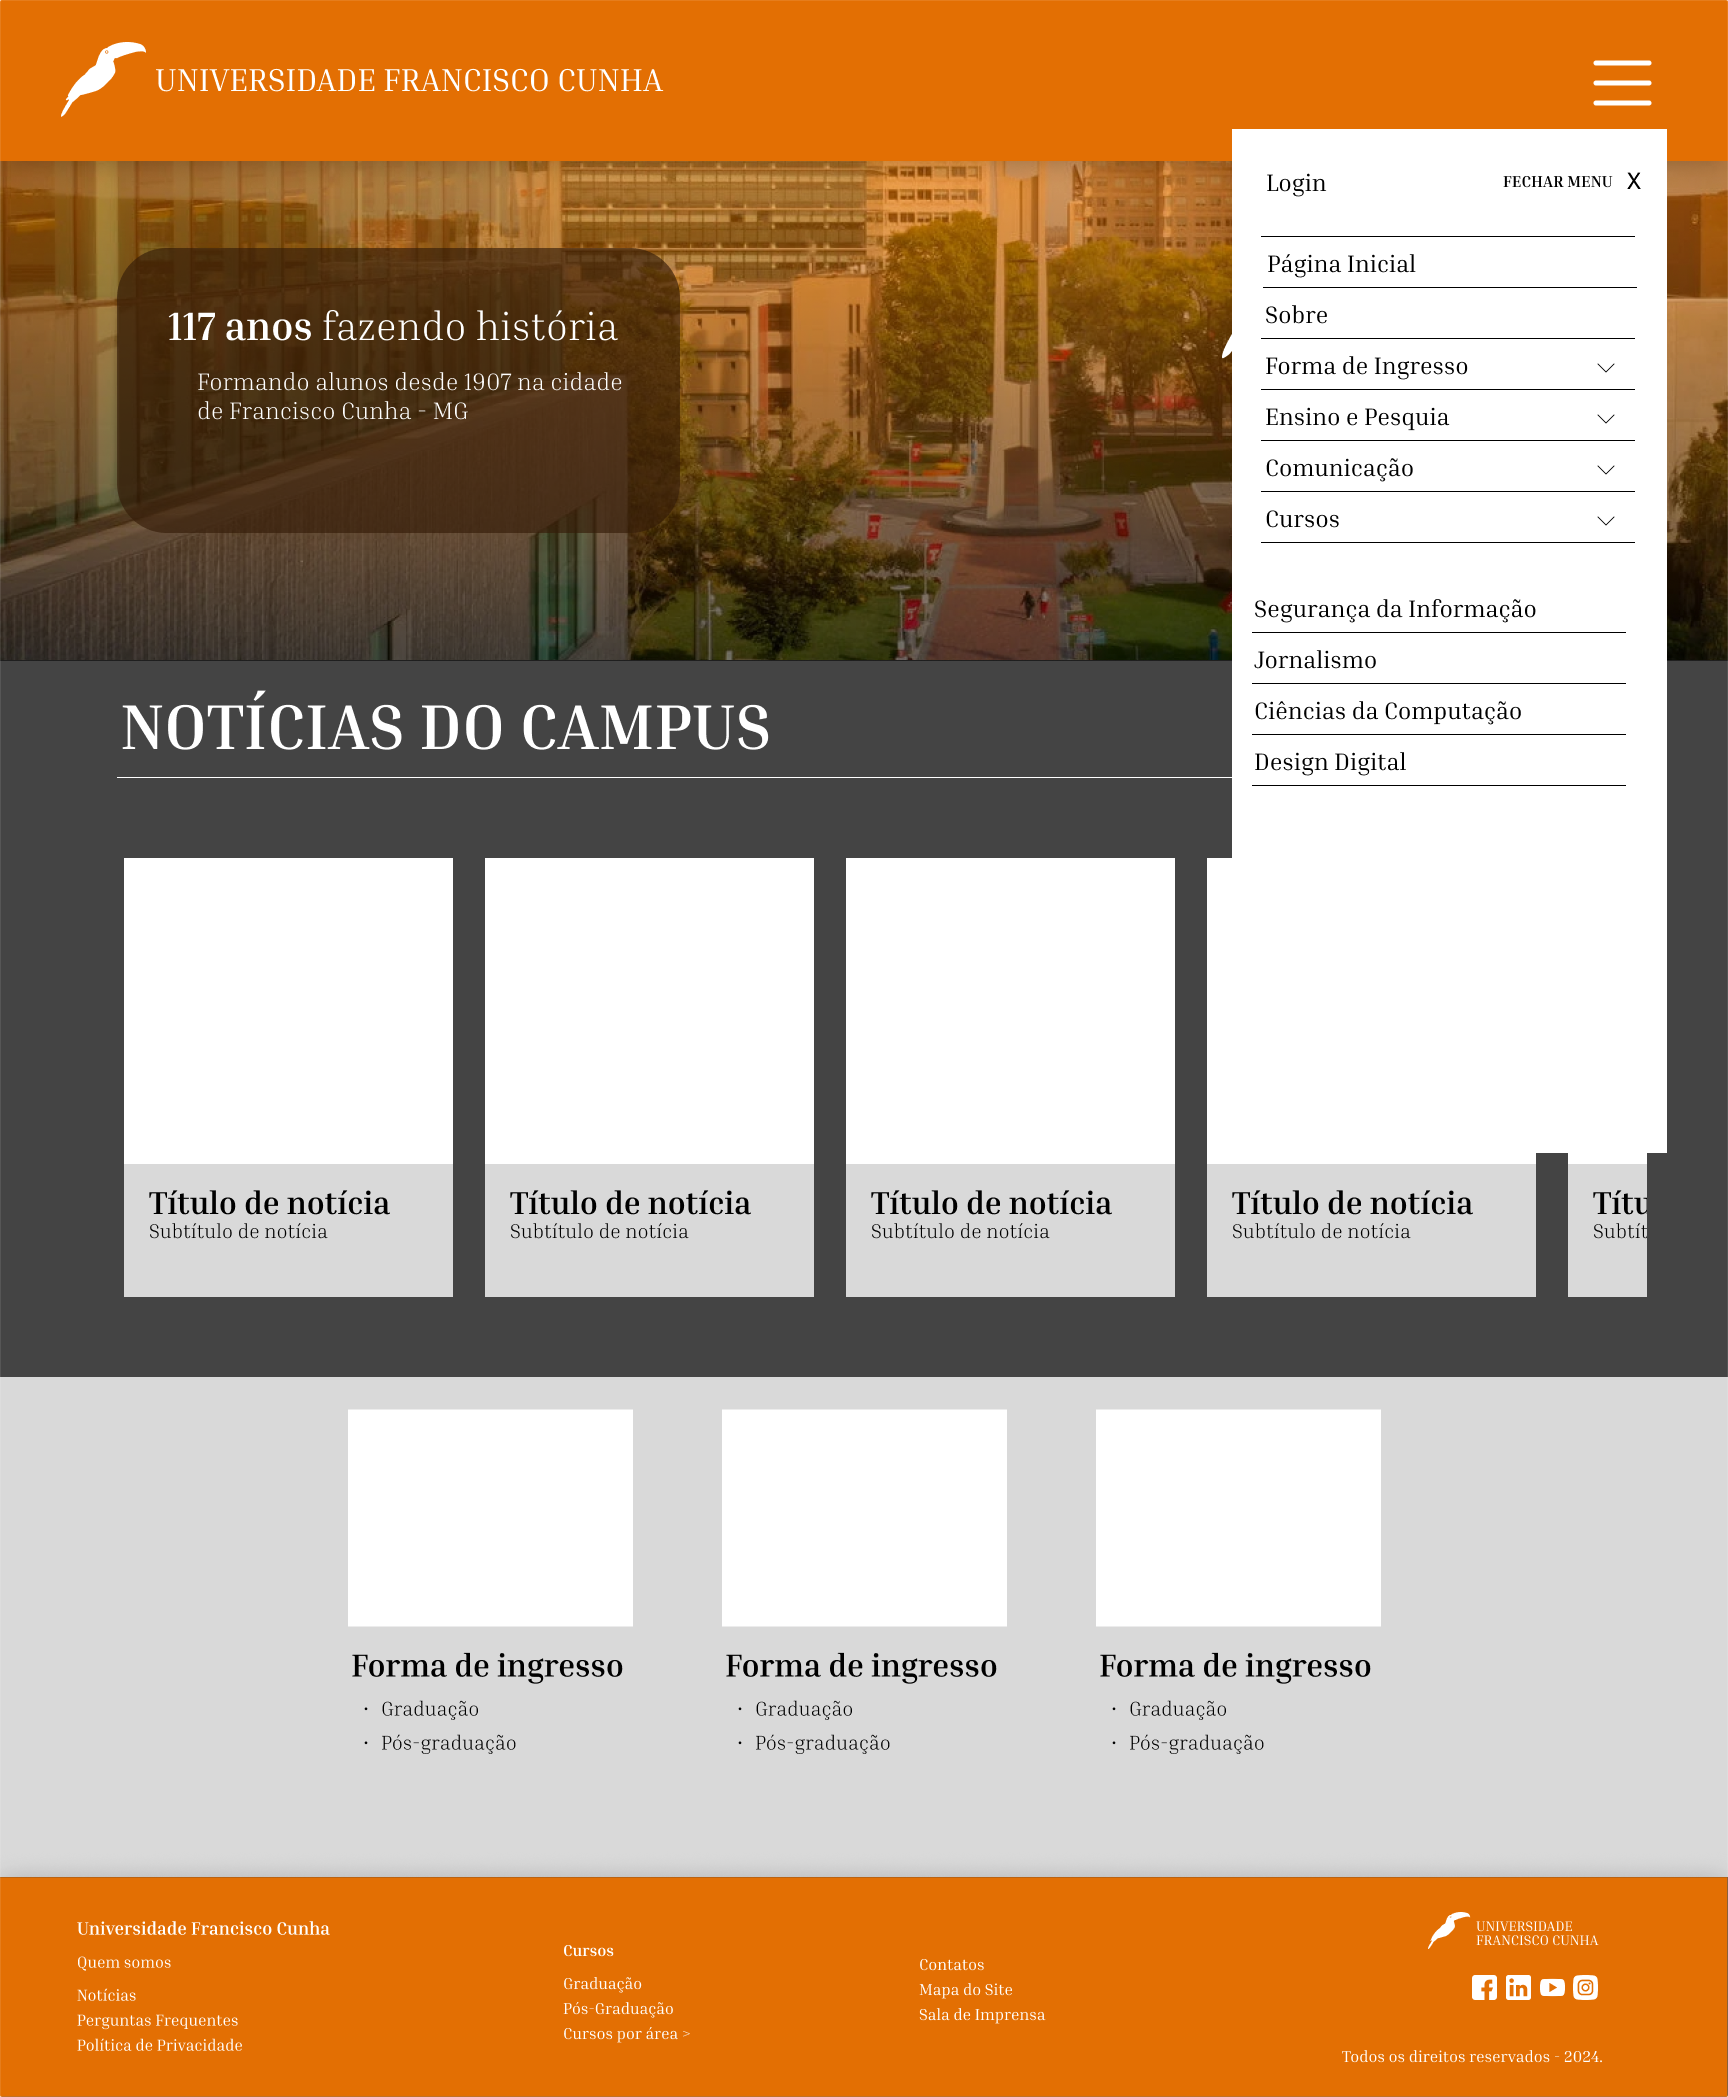 UNIVERSIDADE FRANCISCO CUNHA
Login
FECHAR MENU X
Página Inicial
Sobre
Forma de Ingresso
Ensino e Pesquia
Comunicação
Cursos
Segurança da Informação
Jornalismo
Ciências da Computação
Design Digital
117 anos fazendo história
Formando alunos desde 1907 na cidade
de Francisco Cunha - MG
NOTÍCIAS DO CAMPUS
Título de notícia
Subtítulo de notícia
Título de notícia
Subtítulo de notícia
Título de notícia
Subtítulo de notícia
Título de notícia
Subtítulo de notícia
Títu
Subtít
Forma de ingresso
· Graduação
· Pós-graduação
Forma de ingresso
· Graduação
· Pós-graduação
Forma de ingresso
· Graduação
· Pós-graduação
Universidade Francisco Cunha
Quem somos
Notícias
Perguntas Frequentes
Política de Privacidade
Cursos
Graduação
Pós-Graduação
Cursos por área >
Contatos
Mapa do Site
Sala de Imprensa
UNIVERSIDADE
FRANCISCO CUNHA
Todos os direitos reservados - 2024.